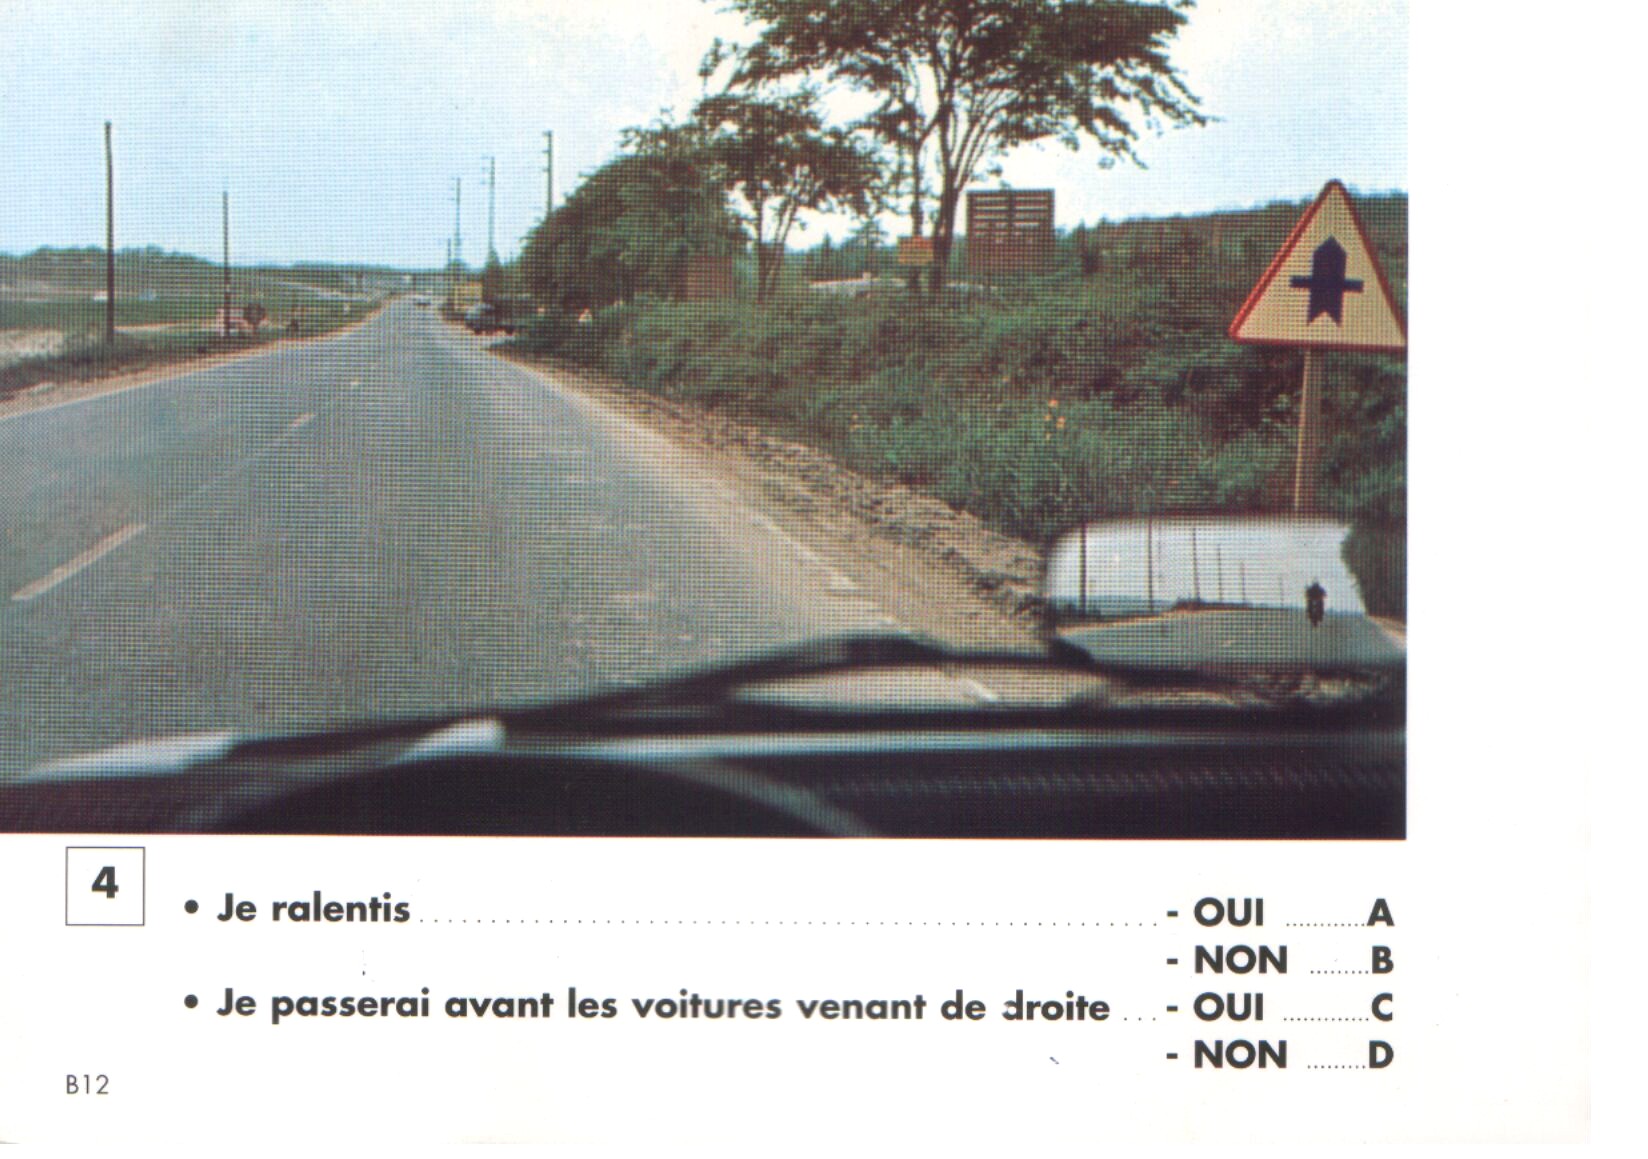 4
• Je ralentis ........ - OUI ........A
- NON ........B
• Je passerai avant les voitures venant de droite ... - OUI ........C
- NON ........D
B12